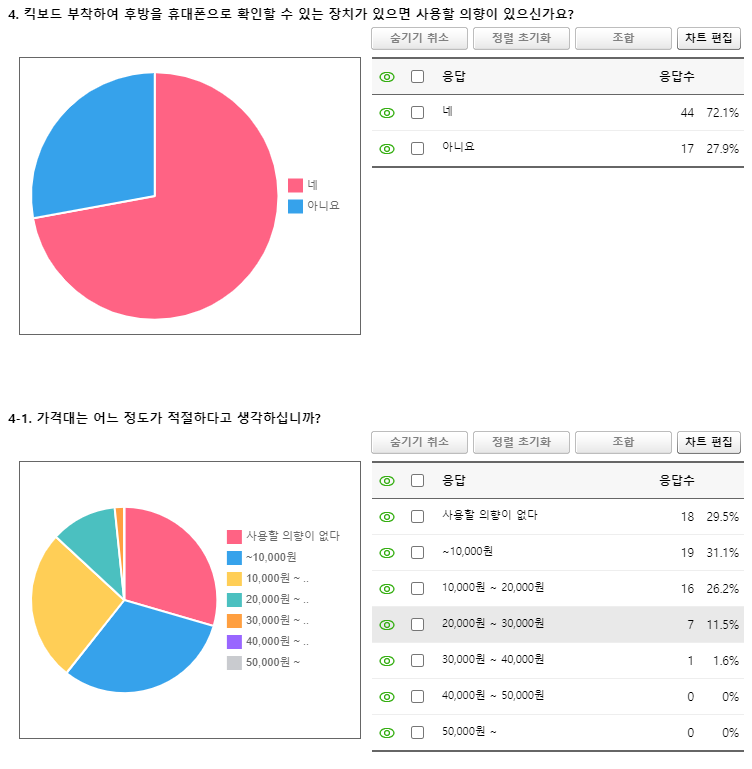 4. 킥보드 부착하여 후방을 휴대폰으로 확인할 수 있는 장치가 있으면 사용할 의향이 있으신가요?
숨기기 취소 정렬 초기화 조합 차트 편집
응답 응답수
네 44 72.1%
아니요 17 27.9%
네
아니요
4-1. 가격대는 어느 정도가 적절하다고 생각하십니까?
숨기기 취소 정렬 초기화 조합 차트 편집
응답 응답수
사용할 의향이 없다 18 29.5%
~10,000원 19 31.1%
10,000원 ~ 20,000원 16 26.2%
20,000원 ~ 30,000원 7 11.5%
30,000원 ~ 40,000원 1 1.6%
40,000원 ~ 50,000원 0 0%
50,000원 ~ 0 0%
사용할 의향이 없다
~10,000원
10,000원 ~ ..
20,000원 ~ ..
30,000원 ~ ..
40,000원 ~ ..
50,000원 ~